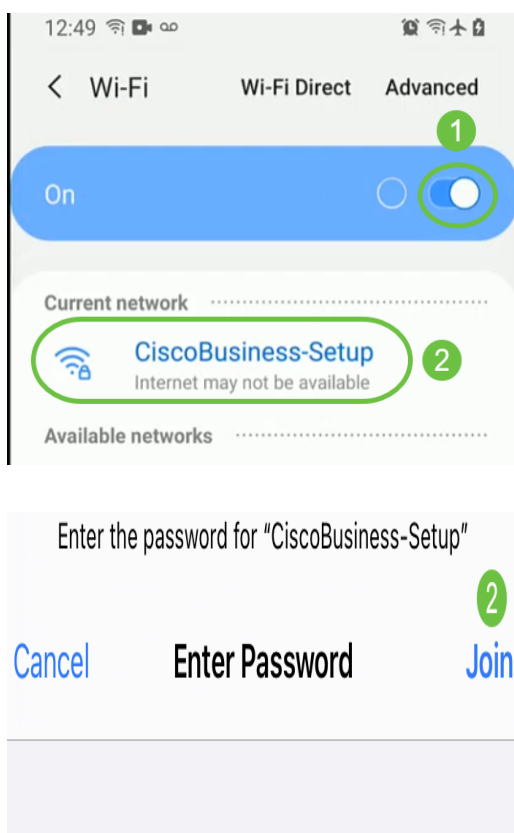 12:49
Wi-Fi Wi-Fi Direct Advanced
1
On
Current network
CiscoBusiness-Setup 2
Internet may not be available
Available networks
Enter the password for “CiscoBusiness-Setup”
2
Cancel Enter Password Join